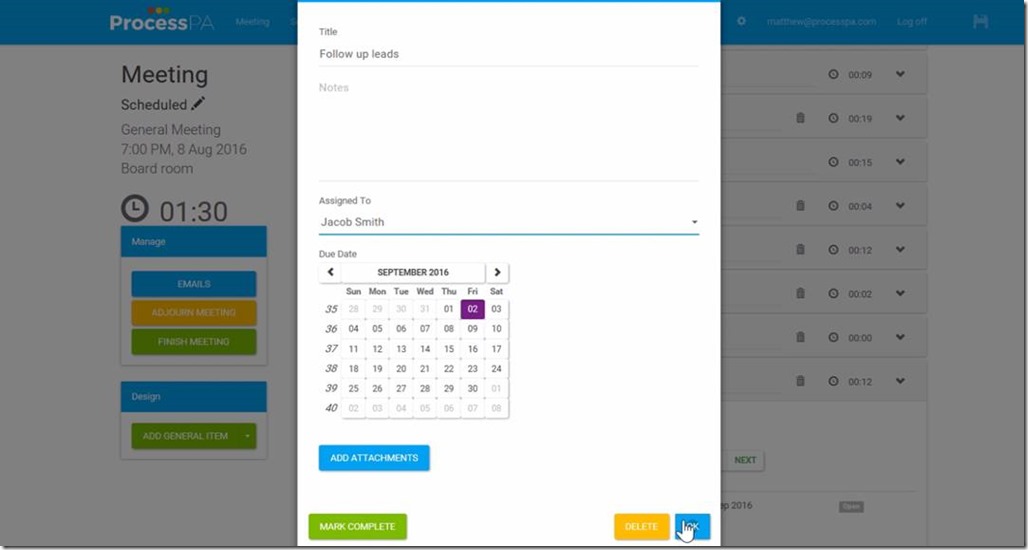 ProcessPA
Meeting
matthew@processpa.com
Log off
Meeting
Scheduled
General Meeting
7:00 PM, 8 Aug 2016
Board room
01:30
Manage
EMAILS
ADJOURN MEETING
FINISH MEETING
Design
ADD GENERAL ITEM
Title
Follow up leads
Notes
Assigned To
Jacob Smith
Due Date
SEPTEMBER 2016
Sun Mon Tue Wed Thu Fri Sat
35 28 29 30 31 01 02 03
36 04 05 06 07 08 09 10
37 11 12 13 14 15 16 17
38 18 19 20 21 22 23 24
39 25 26 27 28 29 30 01
40 02 03 04 05 06 07 08
ADD ATTACHMENTS
MARK COMPLETE
DELETE
00:09
00:19
00:15
00:04
00:12
00:02
00:00
00:12
NEXT
2016
Open